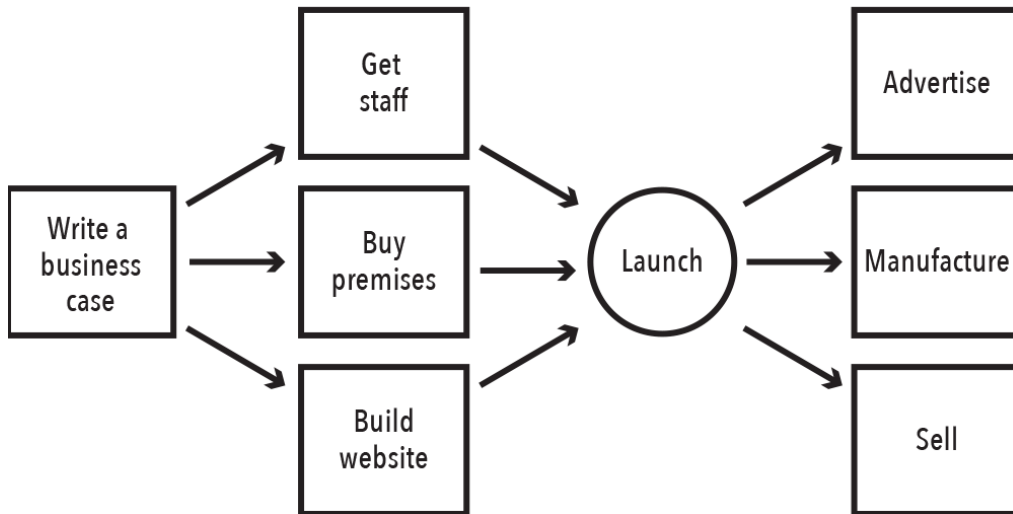 Write a
business
case
Get
staff
Buy
premises
Build
website
Launch
Advertise
Manufacture
Sell